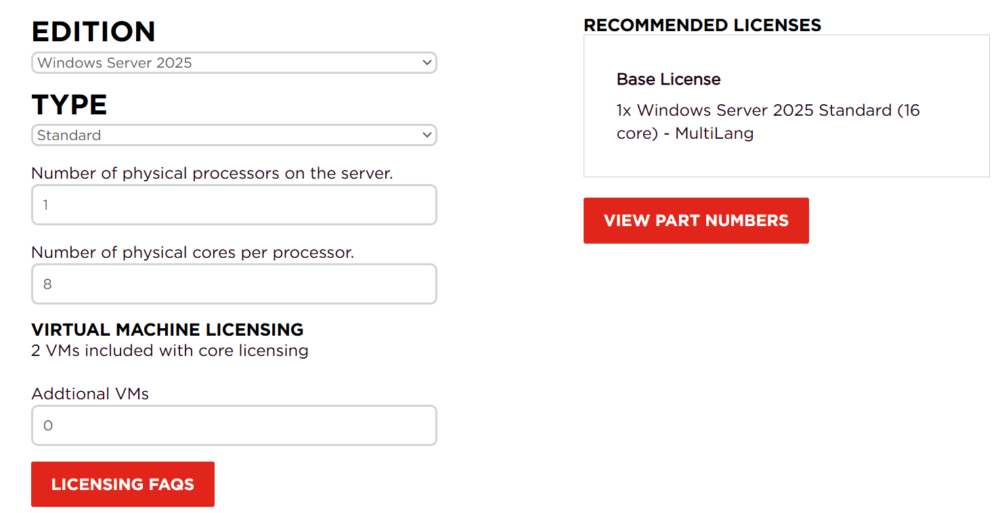 EDITION
Windows Server 2025
TYPE
Standard
Number of physical processors on the server.
1
Number of physical cores per processor.
8
VIRTUAL MACHINE LICENSING
2 VMs included with core licensing
Addtional VMs
0
LICENSING FAQS
RECOMMENDED LICENSES
Base License
1x Windows Server 2025 Standard (16
core) - MultiLang
VIEW PART NUMBERS